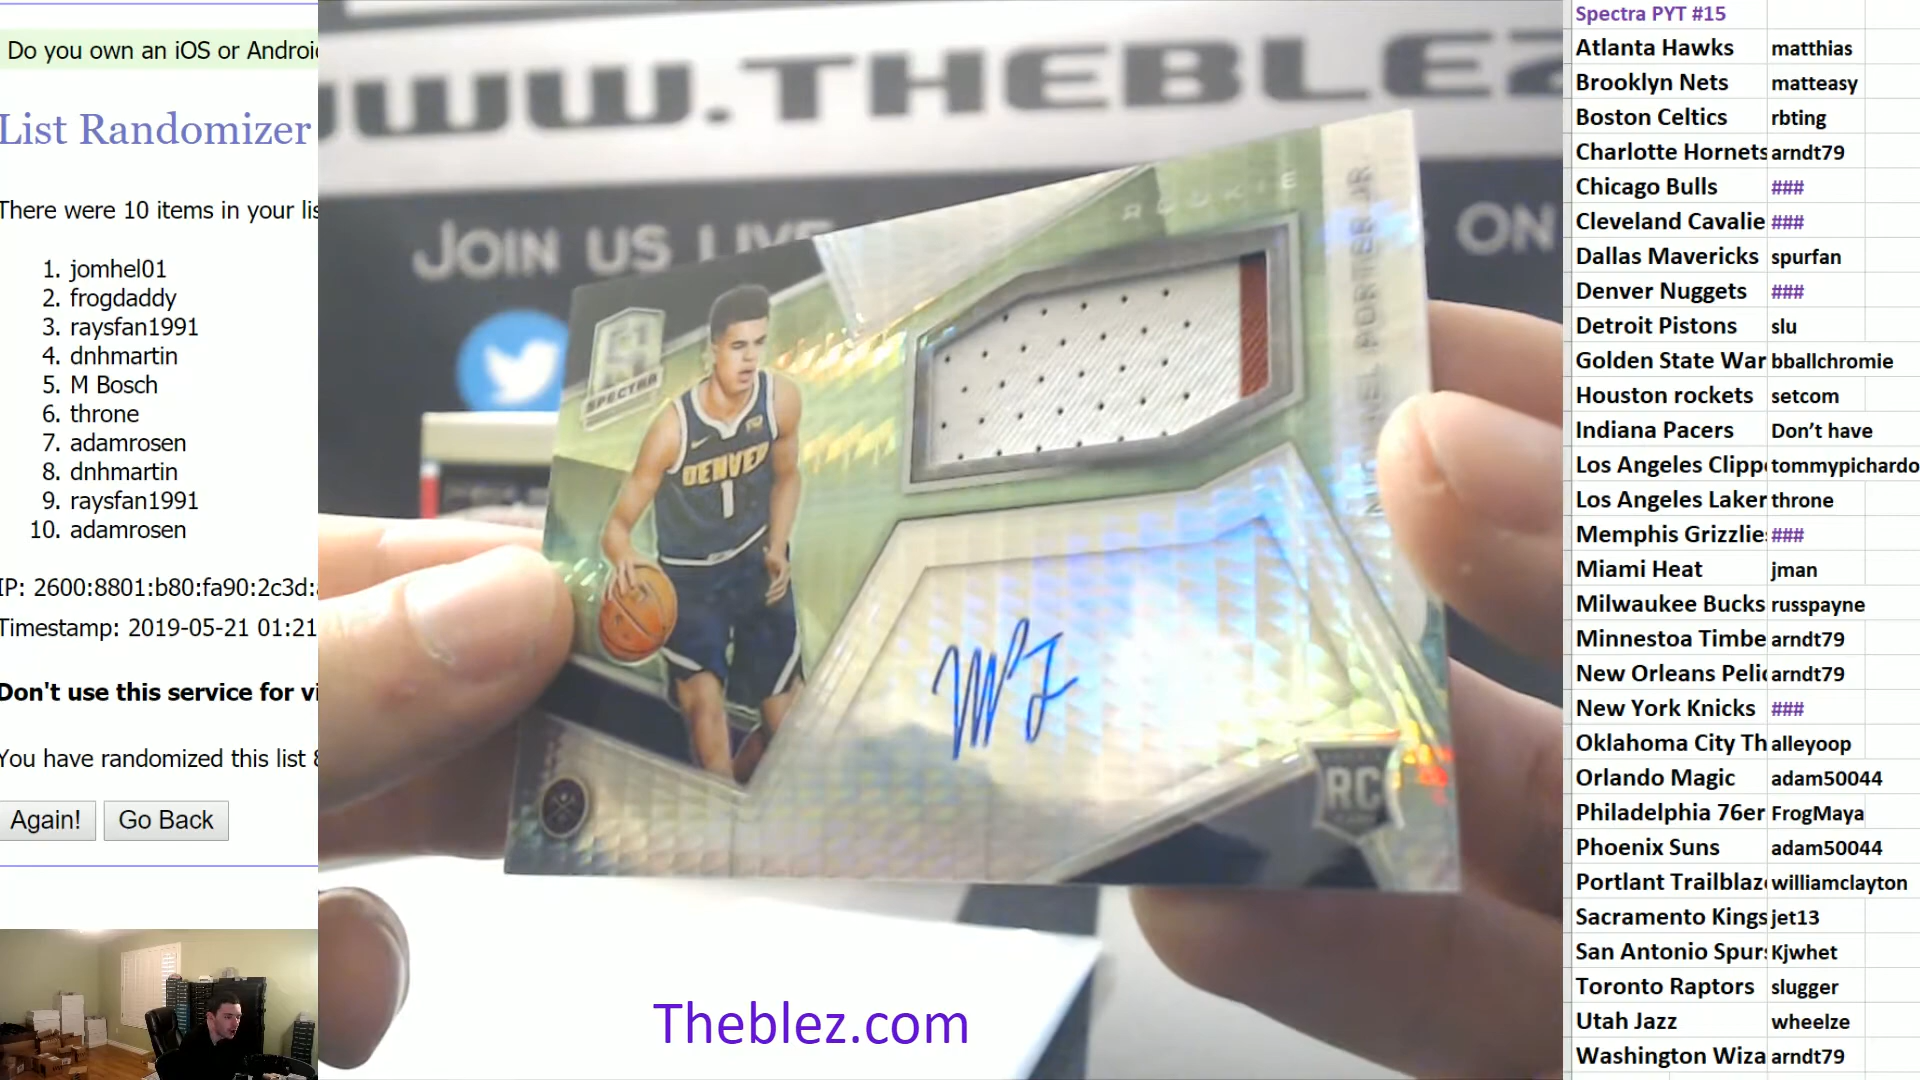 Do you own an iOS or Androi
List Randomizer
There were 10 items in your lis
1. jomhel01
2. frogdaddy
3. raysfan1991
4. dnhmartin
5. M Bosch
6. throne
7. adamrosen
8. dnhmartin
9. raysfan1991
10. adamrosen
IP: 2600:8801:b80:fa90:2c3d:
Timestamp: 2019-05-21 01:21
Don't use this service for vi
You have randomized this list
Again! Go Back
WWW.THEBLEZ
JOIN US LIVE
ON
ROOKIE
SPECTRA
DENVER
1
RC
Theblez.com
Spectra PYT #15
Atlanta Hawks matthias
Brooklyn Nets matteasy
Boston Celtics rbting
Charlotte Hornets arndt79
Chicago Bulls ###
Cleveland Cavalie ###
Dallas Mavericks spurfan
Denver Nuggets ###
Detroit Pistons slu
Golden State War bballchromie
Houston rockets setcom
Indiana Pacers Don’t have
Los Angeles Clipp tommypichardo
Los Angeles Laker throne
Memphis Grizzlie ###
Miami Heat jman
Milwaukee Bucks russpayne
Minnestoa Timbe arndt79
New Orleans Peli arndt79
New York Knicks ###
Oklahoma City Th alleyoop
Orlando Magic adam50044
Philadelphia 76er FrogMaya
Phoenix Suns adam50044
Portlant Trailblaz williamclayton
Sacramento Kings jet13
San Antonio Spur Kjwhet
Toronto Raptors slugger
Utah Jazz wheelze
Washington Wiza arndt79